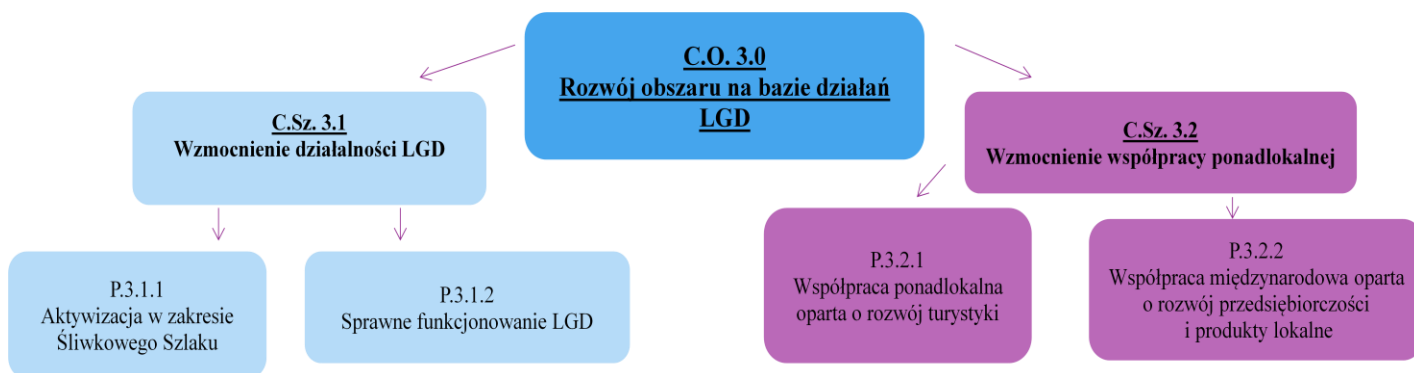 C.O. 3.0
Rozwój obszaru na bazie działań
LGD
C.Sz. 3.1
Wzmocnienie działalności LGD
C.Sz. 3.2
Wzmocnienie współpracy ponadlokalnej
P.3.1.1
Aktywizacja w zakresie
Śliwkowego Szlaku
P.3.1.2
Sprawne funkcjonowanie LGD
P.3.2.1
Współpraca ponadlokalna
oparta o rozwój turystyki
P.3.2.2
Współpraca międzynarodowa oparta
o rozwój przedsiębiorczości
i produkty lokalne